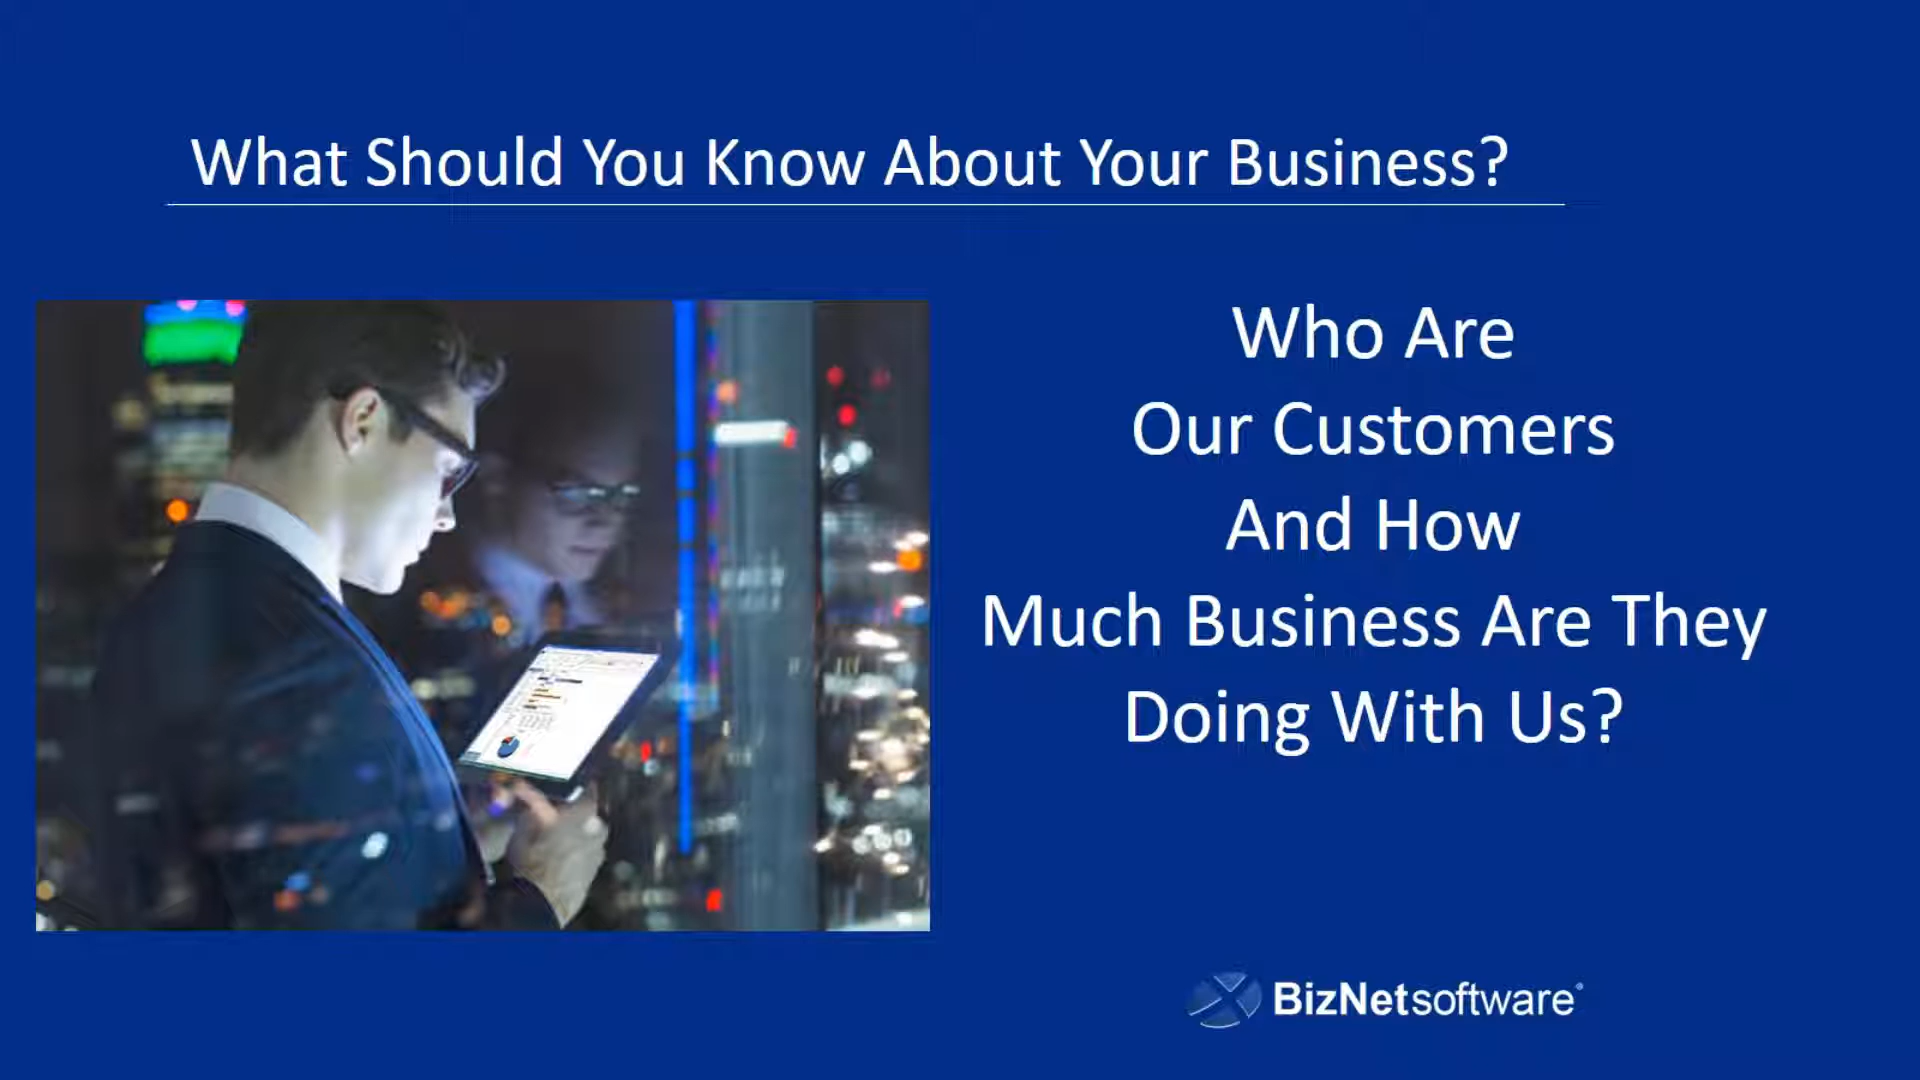 What Should You Know About Your Business?
Who Are
Our Customers
And How
Much Business Are They
Doing With Us?
BizNetsoftware®